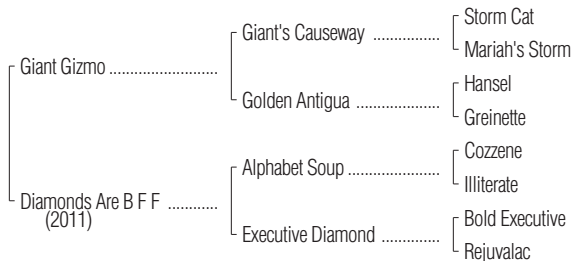 Storm Cat
Giant's Causeway ................
Mariah's Storm
Giant Gizmo ..........................
Hansel
Golden Antigua ....................
Greinette
Cozzene
Alphabet Soup ......................
Illiterate
Diamonds Are B F F ............
(2011)
Bold Executive
Executive Diamond ...............
Rejuvalac